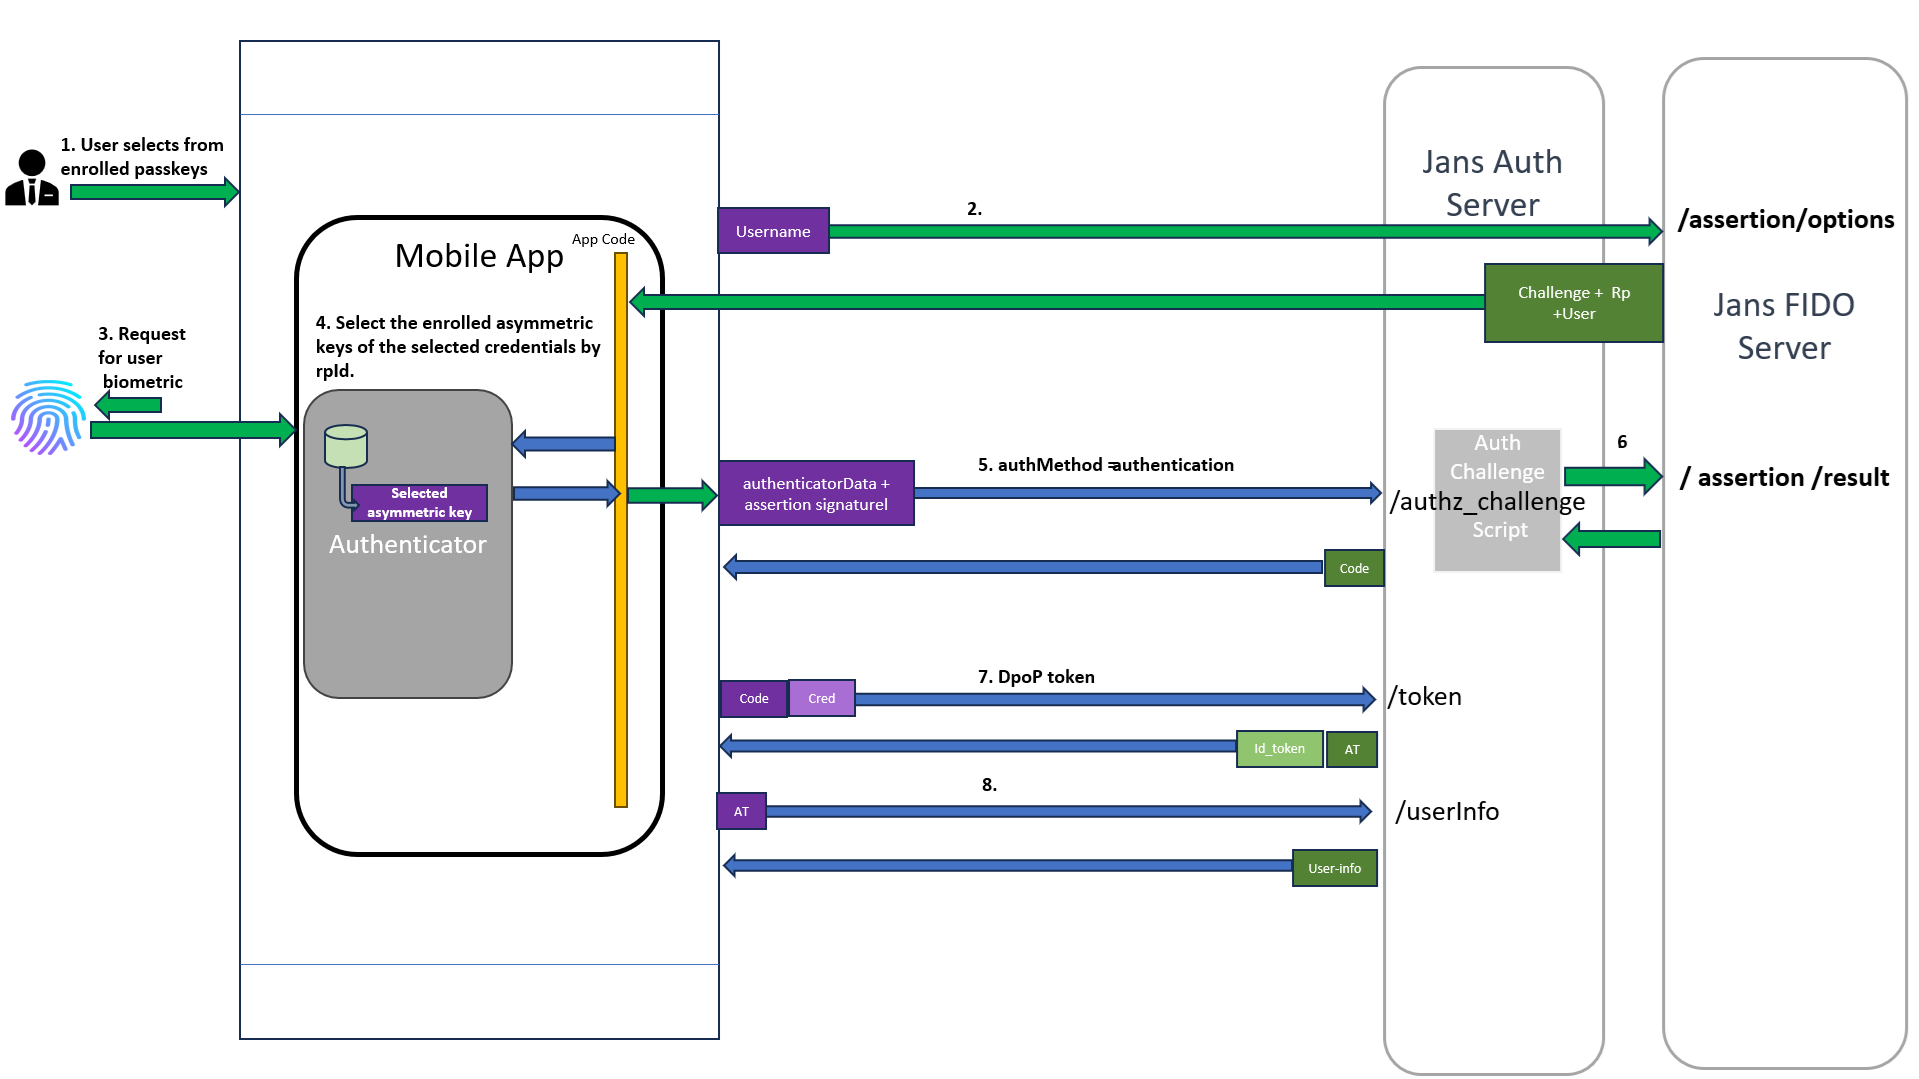 1. User selects from
enrolled passkeys
Mobile App
App Code
Username
2.
Jans Auth
Server
/assertion/options
Challenge + Rp
+User
Jans FIDO
Server
3. Request
for user
biometric
4. Select the enrolled asymmetric
keys of the selected credentials by
rpId.
Selected
asymmetric key
Authenticator
authenticatorData +
assertion signaturel
5. authMethod =authentication
Auth
Challenge
/authz_challenge
Script
6
/ assertion /result
Code
Code
Cred
7. DpoP token
/token
Id_token
AT
8.
AT
/userInfo
User-info